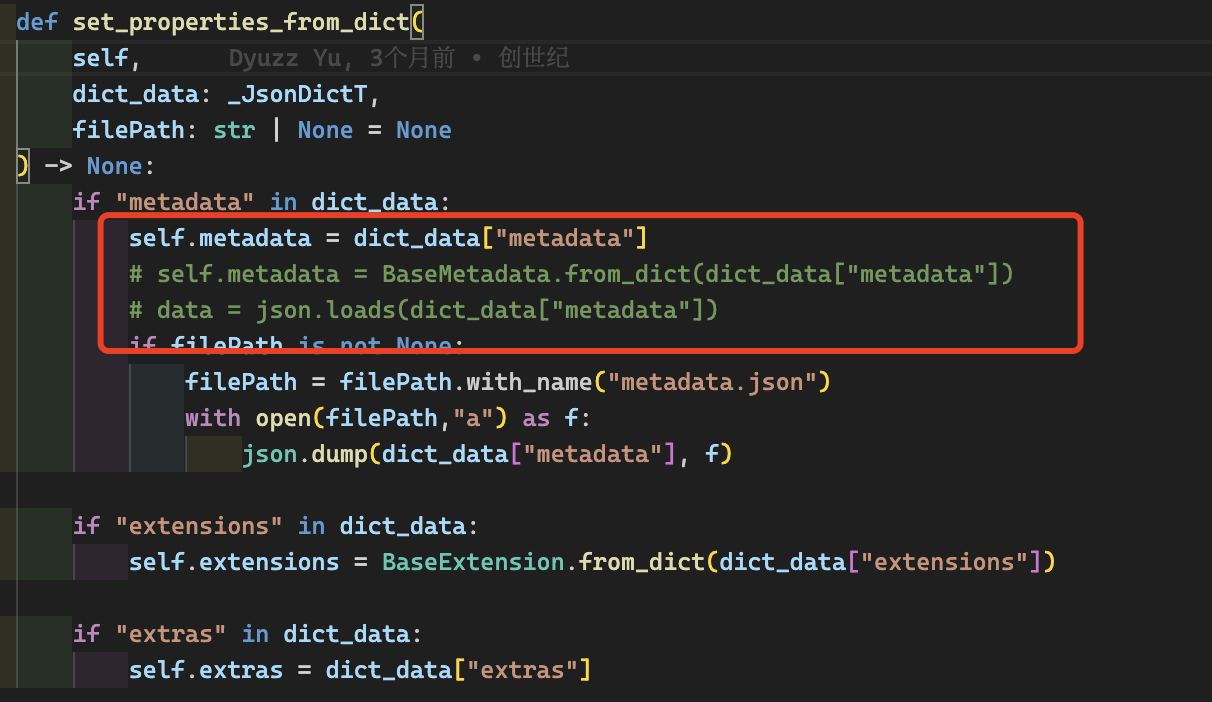 def set_properties_from_dict(
self,    Dyuzz Yu, 3个月前 • 创世纪
dict_data: _JsonDictT,
filePath: str | None = None
) -> None:
if "metadata" in dict_data:
self.metadata = dict_data["metadata"]
# self.metadata = BaseMetadata.from_dict(dict_data["metadata"])
# data = json.loads(dict_data["metadata"])
if filePath is not None:
filePath = filePath.with_name("metadata.json")
with open(filePath,"a") as f:
json.dump(dict_data["metadata"], f)
if "extensions" in dict_data:
self.extensions = BaseExtension.from_dict(dict_data["extensions"])
if "extras" in dict_data:
self.extras = dict_data["extras"]